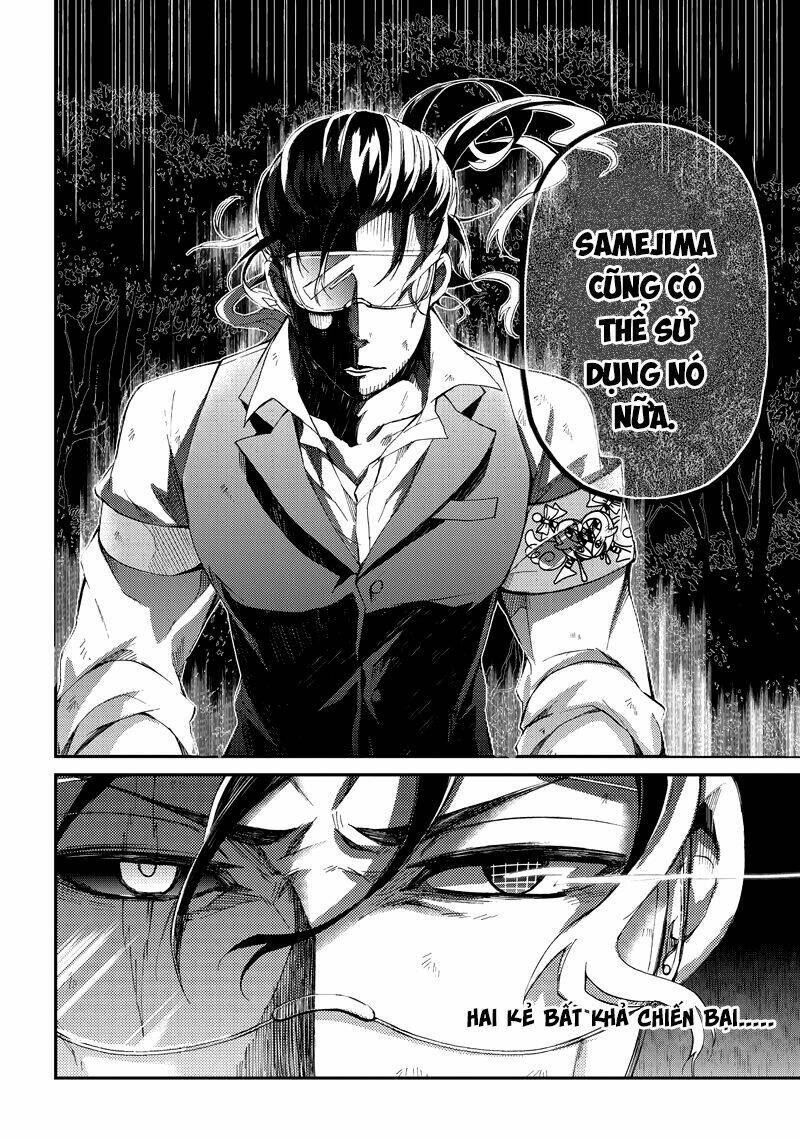 SAMEJIMA
CŨNG CÓ
THỂ SỬ
DỤNG NÓ
NỮA.
HAI KẺ BẤT KHẢ CHIẾN BẠI.....